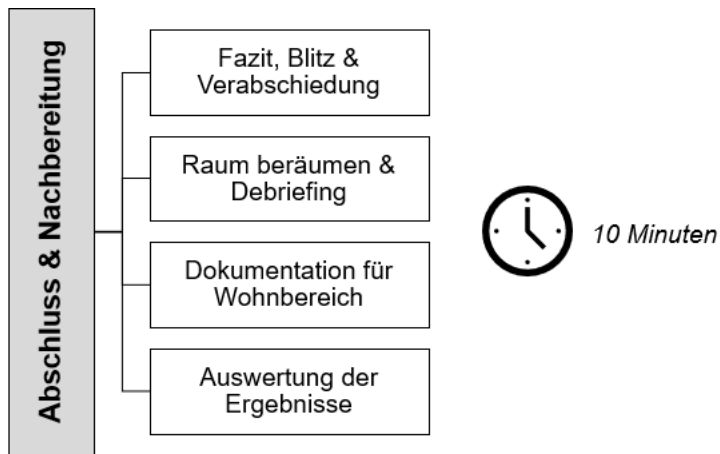 Abschluss & Nachbereitung
Fazit, Blitz &
Verabschiedung
Raum beräumen &
Debriefing
Dokumentation für
Wohnbereich
Auswertung der
Ergebnisse
10 Minuten